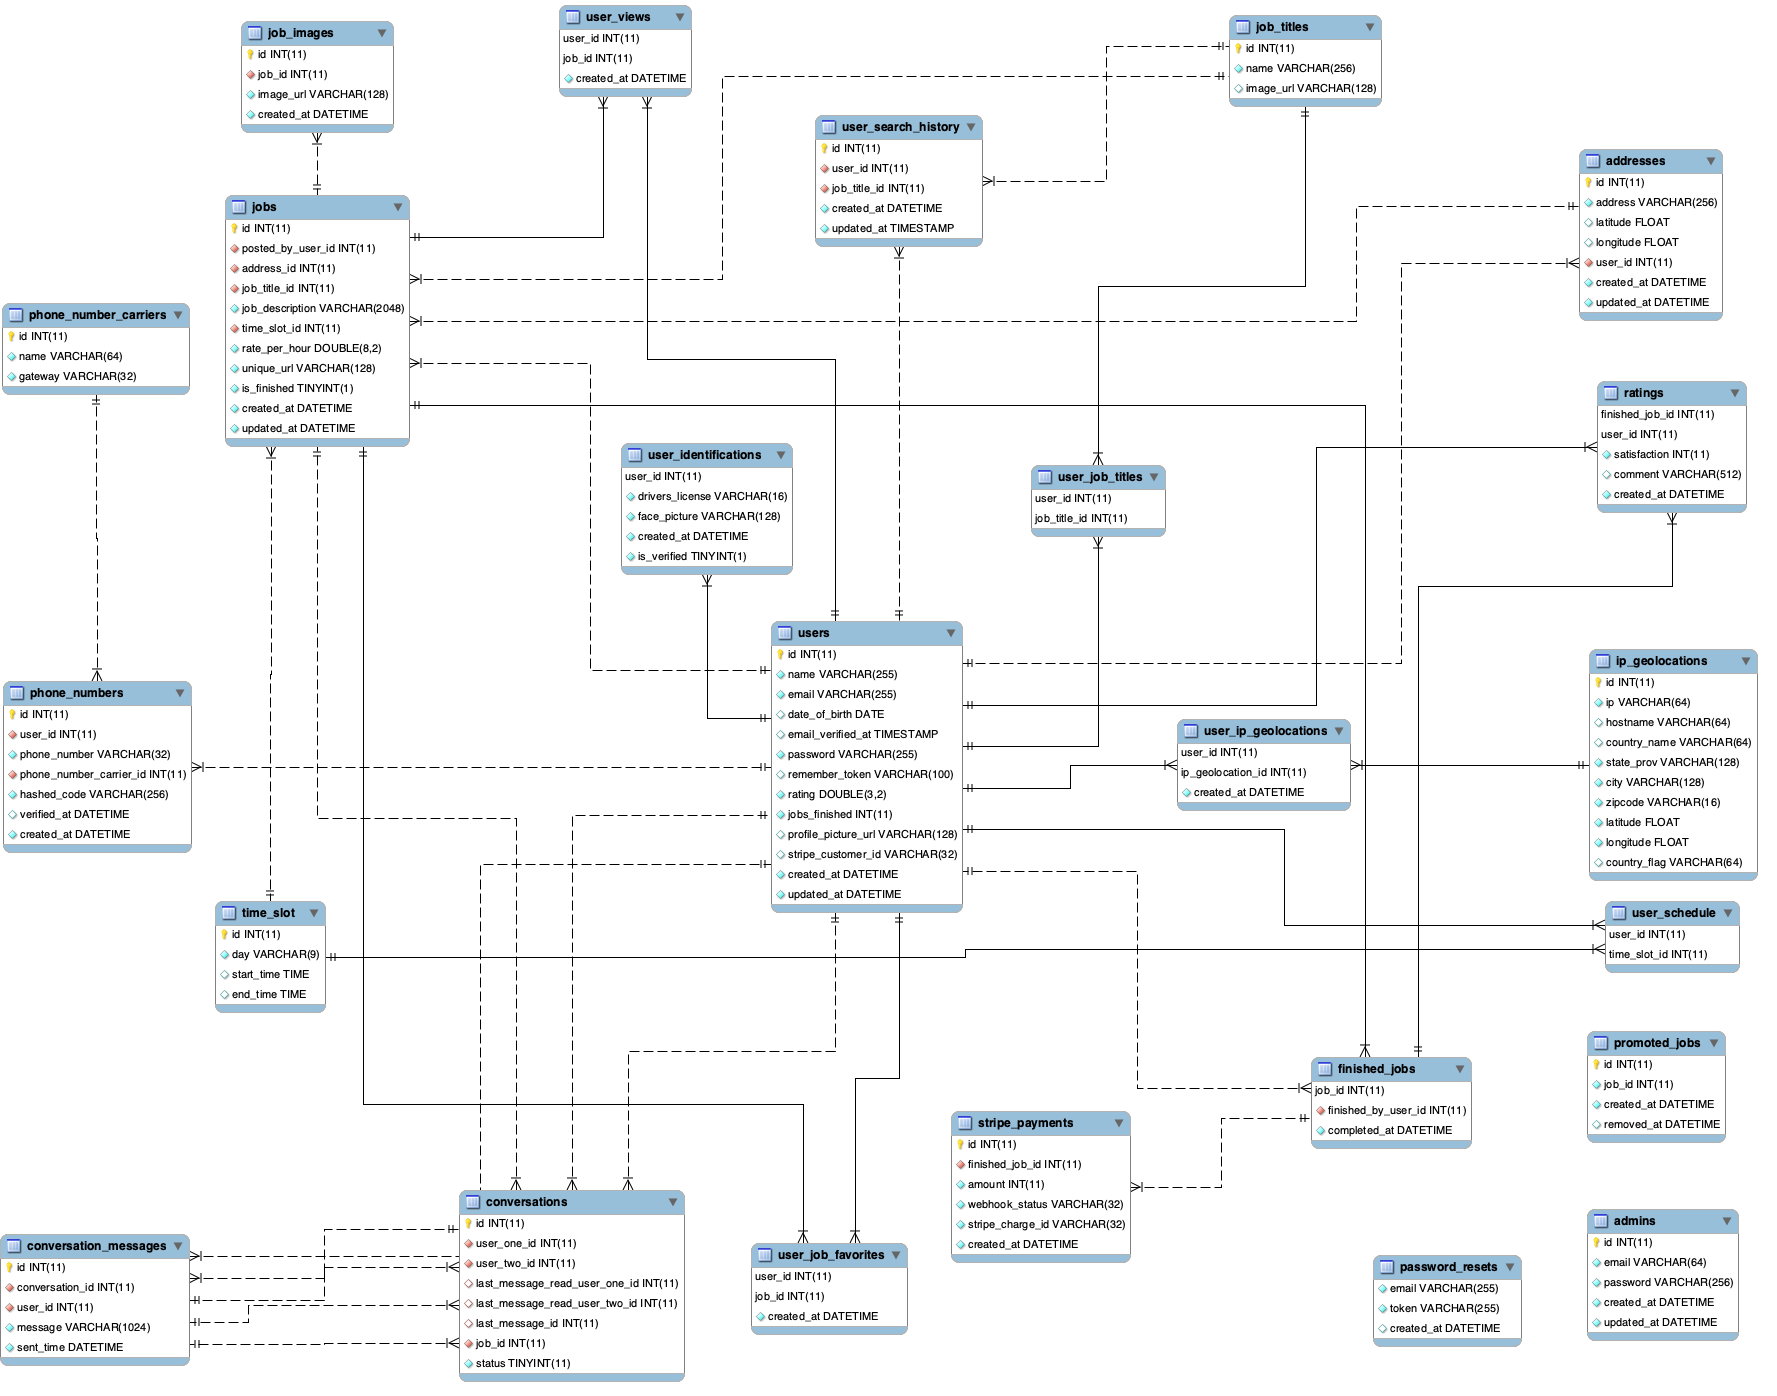 job_images
id INT(11)
job_id INT(11)
image_url VARCHAR(128)
created_at DATETIME
user_views
user_id INT(11)
job_id INT(11)
created_at DATETIME
job_titles
id INT(11)
name VARCHAR(256)
image_url VARCHAR(128)
user_search_history
id INT(11)
user_id INT(11)
job_title_id INT(11)
created_at DATETIME
updated_at TIMESTAMP
addresses
id INT(11)
address VARCHAR(256)
latitude FLOAT
longitude FLOAT
user_id INT(11)
created_at DATETIME
updated_at DATETIME
jobs
id INT(11)
posted_by_user_id INT(11)
address_id INT(11)
job_title_id INT(11)
job_description VARCHAR(2048)
time_slot_id INT(11)
rate_per_hour DOUBLE(8,2)
unique_url VARCHAR(128)
is_finished TINYINT(1)
created_at DATETIME
updated_at DATETIME
phone_number_carriers
id INT(11)
name VARCHAR(64)
gateway VARCHAR(32)
ratings
finished_job_id INT(11)
user_id INT(11)
satisfaction INT(11)
comment VARCHAR(512)
created_at DATETIME
user_identifications
user_id INT(11)
drivers_license VARCHAR(16)
face_picture VARCHAR(128)
created_at DATETIME
is_verified TINYINT(1)
user_job_titles
user_id INT(11)
job_title_id INT(11)
users
id INT(11)
name VARCHAR(255)
email VARCHAR(255)
date_of_birth DATE
email_verified_at TIMESTAMP
password VARCHAR(255)
remember_token VARCHAR(100)
rating DOUBLE(3,2)
jobs_finished INT(11)
profile_picture_url VARCHAR(128)
stripe_customer_id VARCHAR(32)
created_at DATETIME
updated_at DATETIME
ip_geolocations
id INT(11)
ip VARCHAR(64)
hostname VARCHAR(64)
country_name VARCHAR(64)
state_prov VARCHAR(128)
city VARCHAR(128)
zipcode VARCHAR(16)
latitude FLOAT
longitude FLOAT
country_flag VARCHAR(64)
phone_numbers
id INT(11)
user_id INT(11)
phone_number VARCHAR(32)
phone_number_carrier_id INT(11)
hashed_code VARCHAR(256)
verified_at DATETIME
created_at DATETIME
user_ip_geolocations
user_id INT(11)
ip_geolocation_id INT(11)
created_at DATETIME
time_slot
id INT(11)
day VARCHAR(9)
start_time TIME
end_time TIME
user_schedule
user_id INT(11)
time_slot_id INT(11)
promoted_jobs
id INT(11)
job_id INT(11)
created_at DATETIME
removed_at DATETIME
finished_jobs
job_id INT(11)
finished_by_user_id INT(11)
completed_at DATETIME
stripe_payments
id INT(11)
finished_job_id INT(11)
amount INT(11)
webhook_status VARCHAR(32)
stripe_charge_id VARCHAR(32)
created_at DATETIME
conversations
id INT(11)
user_one_id INT(11)
user_two_id INT(11)
last_message_read_user_one_id INT(11)
last_message_read_user_two_id INT(11)
last_message_id INT(11)
job_id INT(11)
status TINYINT(11)
conversation_messages
id INT(11)
conversation_id INT(11)
user_id INT(11)
message VARCHAR(1024)
sent_time DATETIME
user_job_favorites
user_id INT(11)
job_id INT(11)
created_at DATETIME
password_resets
email VARCHAR(255)
token VARCHAR(255)
created_at DATETIME
admins
id INT(11)
email VARCHAR(64)
password VARCHAR(256)
created_at DATETIME
updated_at DATETIME